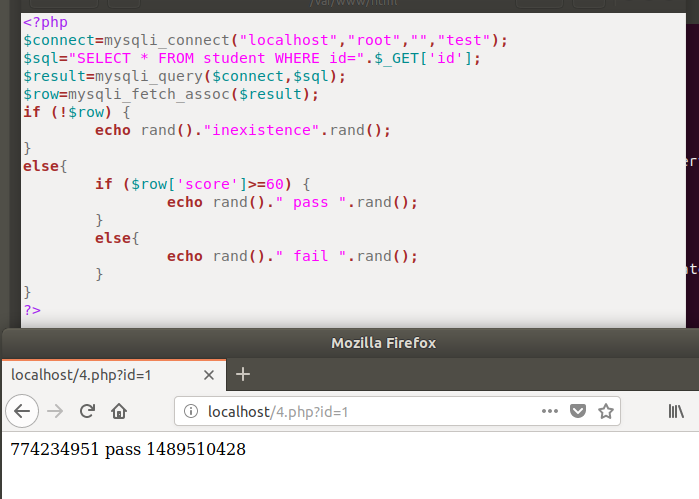 /var/www/html
<?php
$connect=mysqli_connect("localhost","root","","test");
$sql="SELECT * FROM student WHERE id=".$_GET['id'];
$result=mysqli_query($connect,$sql);
$row=mysqli_fetch_assoc($result);
if (!$row) {
        echo rand()."inexistence".rand();
}
else{
        if ($row['score']>=60) {
                echo rand()." pass ".rand();
        }
        else{
                echo rand()." fail ".rand();
        }
}
?>
Mozilla Firefox
localhost/4.php?id=1
localhost/4.php?id=1
774234951 pass 1489510428